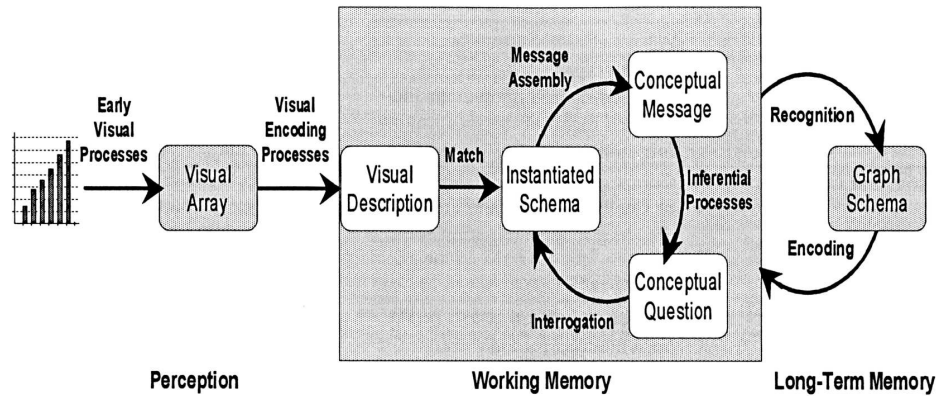 Early
Visual
Processes
Visual
Array
Visual
Encoding
Processes
Visual
Description
Match
Instantiated
Schema
Message
Assembly
Conceptual
Message
Inferential
Processes
Conceptual
Question
Interrogation
Recognition
Graph
Schema
Encoding
Perception
Working Memory
Long-Term Memory